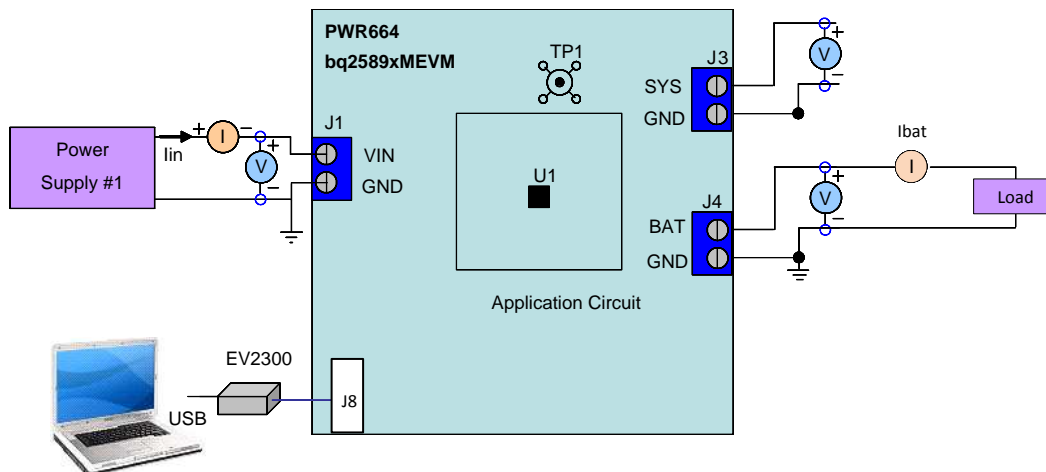 PWR664
bq2589xMEVM
TP1
J3
SYS
GND
+
V
−
Power
Supply #1
Iin
+
I
−
+
V
−
J1
VIN
GND
U1
J4
BAT
GND
+
V
−
Ibat
I
Load
Application Circuit
EV2300
USB
J8